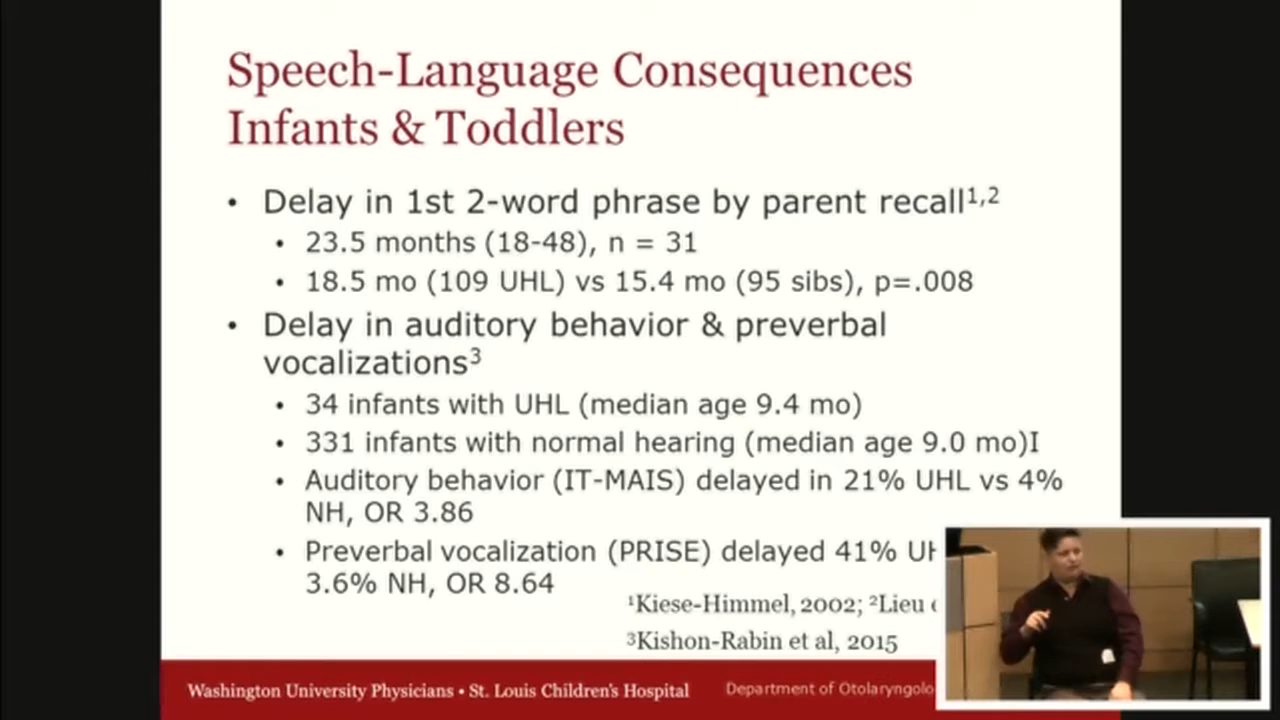 Speech-Language Consequences
Infants & Toddlers
• Delay in 1st 2-word phrase by parent recall1,2
• 23.5 months (18-48), n = 31
• 18.5 mo (109 UHL) vs 15.4 mo (95 sibs), p=.008
• Delay in auditory behavior & preverbal
vocalizations3
• 34 infants with UHL (median age 9.4 mo)
• 331 infants with normal hearing (median age 9.0 mo)I
• Auditory behavior (IT-MAIS) delayed in 21% UHL vs 4%
NH, OR 3.86
• Preverbal vocalization (PRISE) delayed 41%
3.6% NH, OR 8.64
1Kiese-Himmel, 2002; 2Lieu
3Kishon-Rabin et al, 2015
Washington University Physicians • St. Louis Children's Hospital
Department of